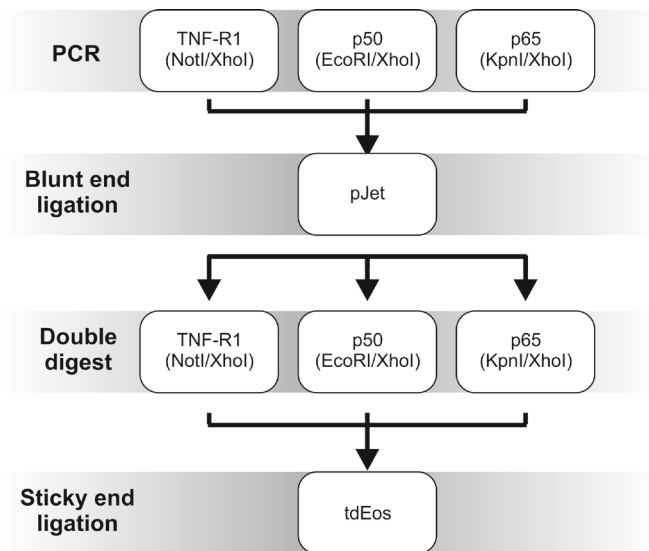 PCR
TNF-R1
(NotI/XhoI)
p50
(EcoRI/XhoI)
p65
(KpnI/XhoI)
Blunt end
ligation
pJet
Double
digest
TNF-R1
(NotI/XhoI)
p50
(EcoRI/XhoI)
p65
(KpnI/XhoI)
Sticky end
ligation
tdEos